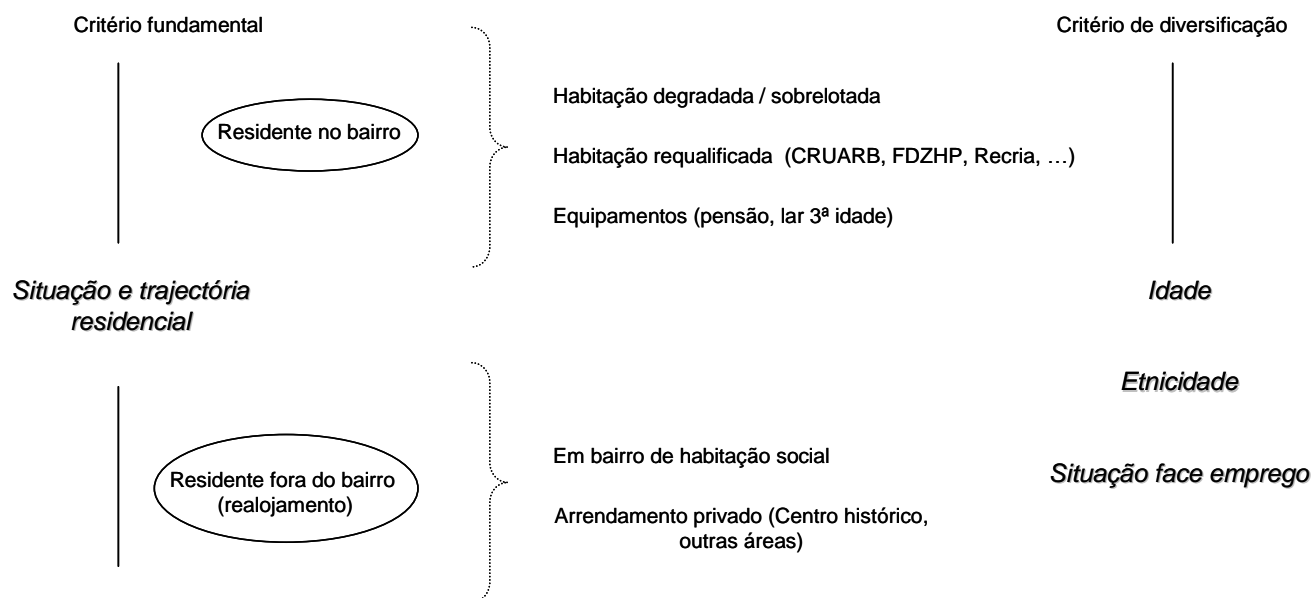 Critério fundamental
Critério de diversificação
Residente no bairro
Habitação degradada / sobrelotada
Habitação requalificada (CRUARB, FDZHP, Recria, …)
Equipamentos (pensão, lar 3ª idade)
Situação e trajectória
residencial
Idade
Etnicidade
Situação face emprego
Residente fora do bairro
(realojamento)
Em bairro de habitação social
Arrendamento privado (Centro histórico,
outras áreas)